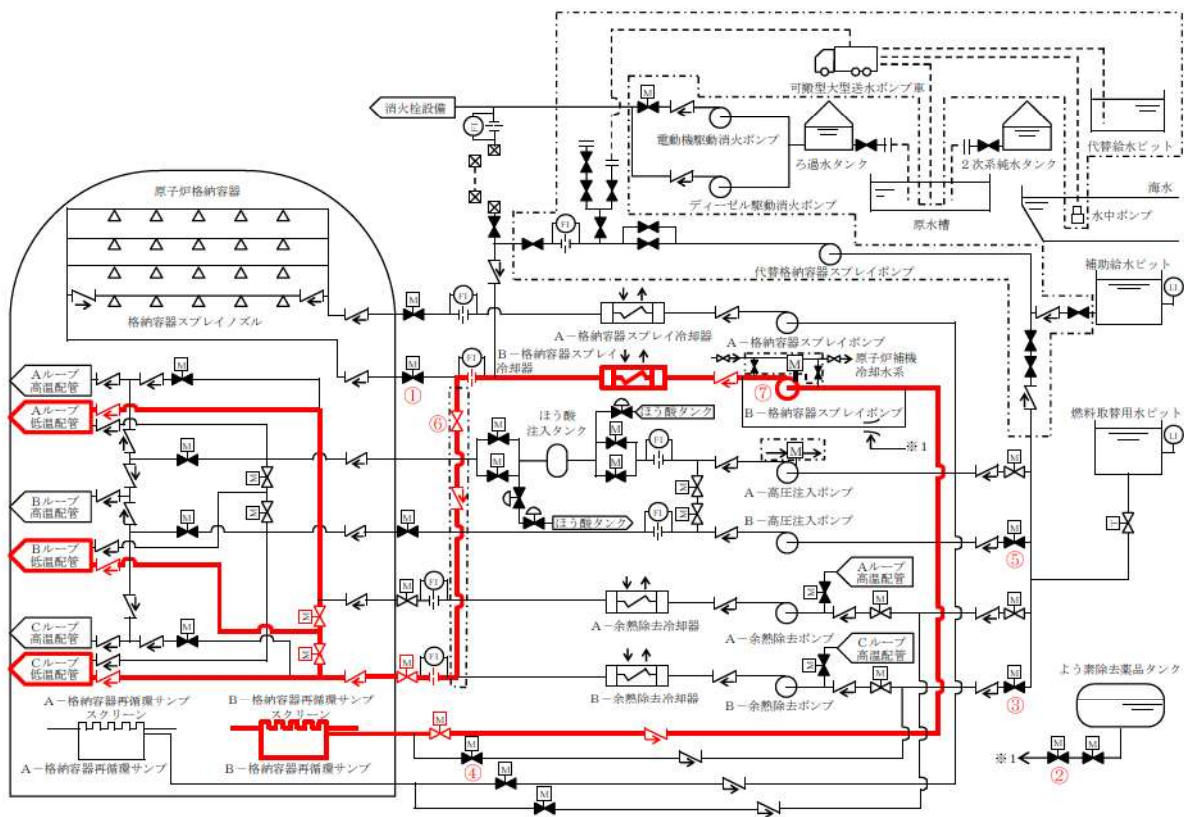 可搬型大型送水ポンプ車
消火栓設備
M
FI
電動機駆動消火ポンプ
ろ過水タンク
2次系純水タンク
代替給水ピット
原子炉格納容器
ディーゼル駆動消火ポンプ
原水槽
海水
水中ポンプ
FI
代替格納容器スプレイポンプ
補助給水ピット
LI
格納容器スプレイノズル
M
FI
A-格納容器スプレイ冷却器
A-格納容器スプレイポンプ
B-格納容器スプレイ
冷却器
M
原子炉補機
冷却水系
Aループ
高温配管
M
M
①
FI
⑦
B-格納容器スプレイポンプ
燃料取替用水ピット
LI
Aループ
低温配管
⑥
ほう酸
注入タンク
ほう酸タンク
※1
M
M
M
M
M
FI
M
M
M
A-高圧注入ポンプ
M
M
ほう酸タンク
M
Bループ
高温配管
M
M
FI
B-高圧注入ポンプ
M
⑤
T
Bループ
低温配管
Aループ
高温配管
M
M
FI
A-余熱除去冷却器
M
M
A-余熱除去ポンプ
M
Cループ
高温配管
M
M
Cループ
高温配管
Cループ
低温配管
M
FI
B-余熱除去冷却器
M
M
B-余熱除去ポンプ
M
③
よう素除去薬品タンク
A-格納容器再循環サンプ
スクリーン
B-格納容器再循環サンプ
スクリーン
M
A-格納容器再循環サンプ
B-格納容器再循環サンプ
M
④
M
M
※1
M
M
②